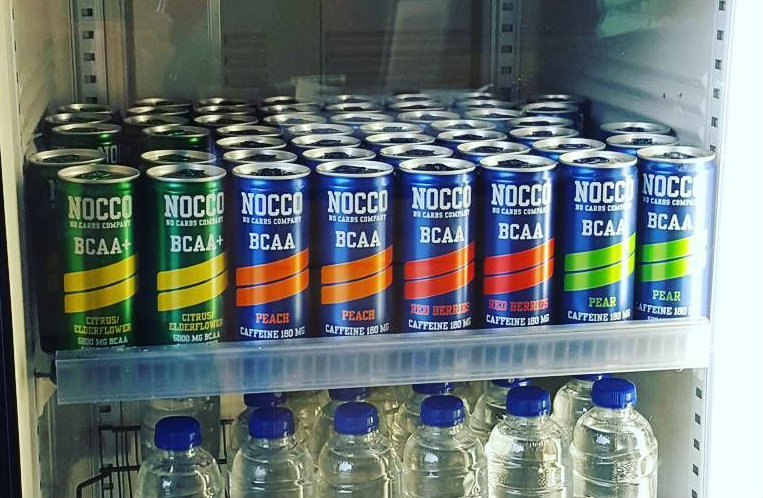 NOCCO
NO CARBS COMPANY
BCAA+
CITRUS/
ELDERFLOWER
5000 MG BCAA
NOCCO
NO CARBS COMPANY
BCAA+
CITRUS/
ELDERFLOWER
5000 MG BCAA
NOCCO
NO CARBS COMPANY
BCAA
PEACH
CAFFEINE 180 MG
NOCCO
NO CARBS COMPANY
BCAA
PEACH
CAFFEINE 180 MG
NOCCO
NO CARBS COMPANY
BCAA
RED BERRIES
CAFFEINE 180 MG
NOCCO
NO CARBS COMPANY
BCAA
RED BERRIES
CAFFEINE 180 MG
NOCCO
NO CARBS COMPANY
BCAA
PEAR
CAFFEINE 180 MG
NOCCO
NO CARBS COMPANY
BCAA
PEAR
CAFFEINE 180 MG